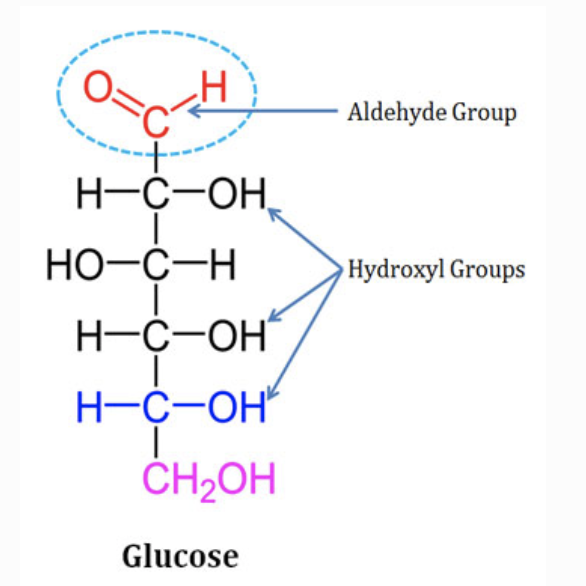 O H
C Aldehyde Group
H—C—OH
HO—C—H Hydroxyl Groups
H—C—OH
H—C—OH
CH₂OH
Glucose